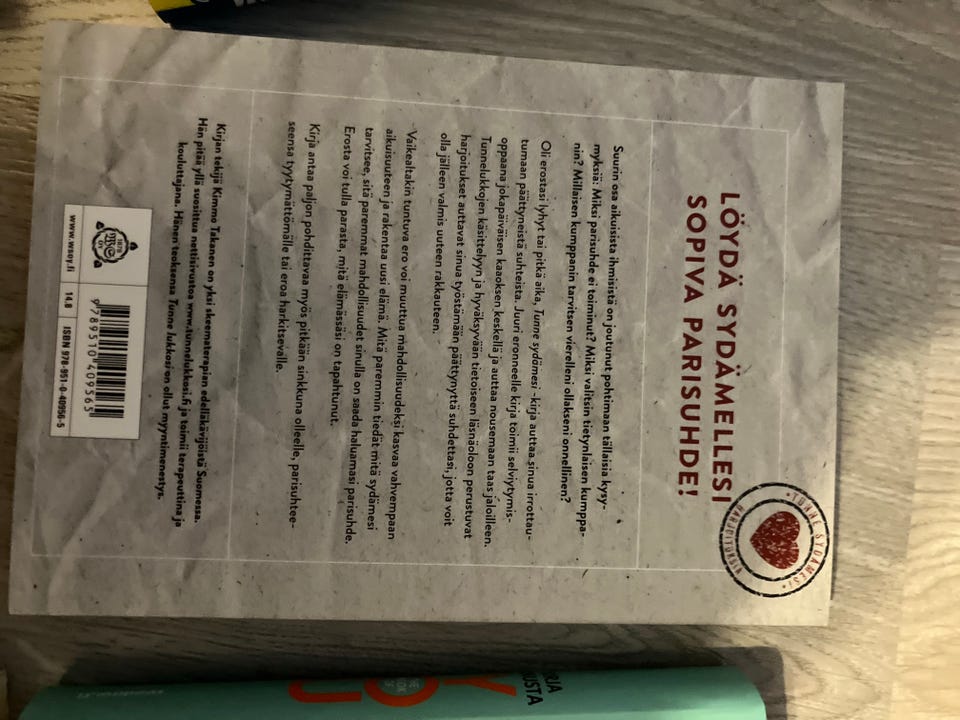 LÖYDÄ SYDÄMELLESI
SOPIVA PARISUHDE!
• TUNNE SYDÄMESI •
HARJOITUKSIA
Suurin osa aikuisista ihmisistä on joutunut pohtimaan tällaisia kysy-
myksiä: Miksi parisuhde ei toiminut? Miksi valitsin tietynlaisen kumppa-
nin? Millaisen kumppanin tarvitsen vierelleni ollakseni onnellinen?
Oli erostasi lyhyt tai pitkä aika, Tunne sydämesi -kirja auttaa sinua irrottau-
tumaan päättyneistä suhteista. Juuri eronneelle kirja toimii selviytymis-
oppaana jokapäiväisen kaaoksen keskellä ja auttaa nousemaan taas jaloilleen.
Tunnelukkojen käsittelyyn ja hyväksyvään tietoiseen läsnäoloon perustuvat
harjoitukset auttavat sinua työstämään päättynyttä suhdettasi, jotta voit
olla jälleen valmis uuteen rakkauteen.
Vaikealtakin tuntuva ero voi muuttua mahdollisuudeksi kasvaa vahvempaan
aikuisuuteen ja rakentaa uusi elämä. Mitä paremmin tiedät mitä sydämesi
tarvitsee, sitä paremmat mahdollisuudet sinulla on saada haluamasi parisuhde.
Erosta voi tulla parasta, mitä elämässäsi on tapahtunut.
Kirja antaa paljon pohdittavaa myös pitkään sinkkuna olleelle, parisuhtee-
seensa tyytymättömälle tai eroa harkitsevalle.
Kirjan tekijä Kimmo Takanen on yksi skeematerapian edelläkävijöistä Suomessa.
Hän pitää yllä suosittua nettisivustoa www.tunnelukkosi.fi ja toimii terapeuttina ja
kouluttajana. Hänen teoksensa Tunne lukkosi on ollut myyntimenestys.
1878
OY
www.wsoy.fi
14.8
ISBN 978-951-0-40956-5
9789510409565